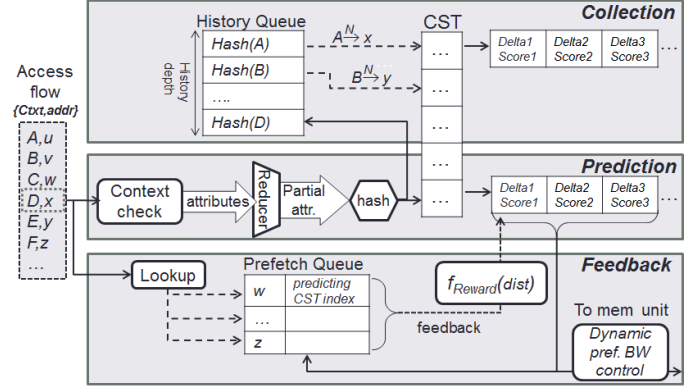 Collection
History Queue
CST
Hash(A)
Hash(B)
....
Hash(D)
History
depth
A N→ x
B N→ y
...
...
...
...
...
...
Delta1
Score1
Delta2
Score2
Delta3
Score3
...
Access
flow
{Ctxt,addr}
A,u
B,v
C,w
D,x
E,y
F,z
...
Prediction
Context
check
attributes
Reducer
Partial
attr.
hash
Delta1
Score1
Delta2
Score2
Delta3
Score3
...
Feedback
Lookup
Prefetch Queue
w
predicting
CST index
...
z
feedback
fReward(dist)
To mem unit
Dynamic
pref. BW
control